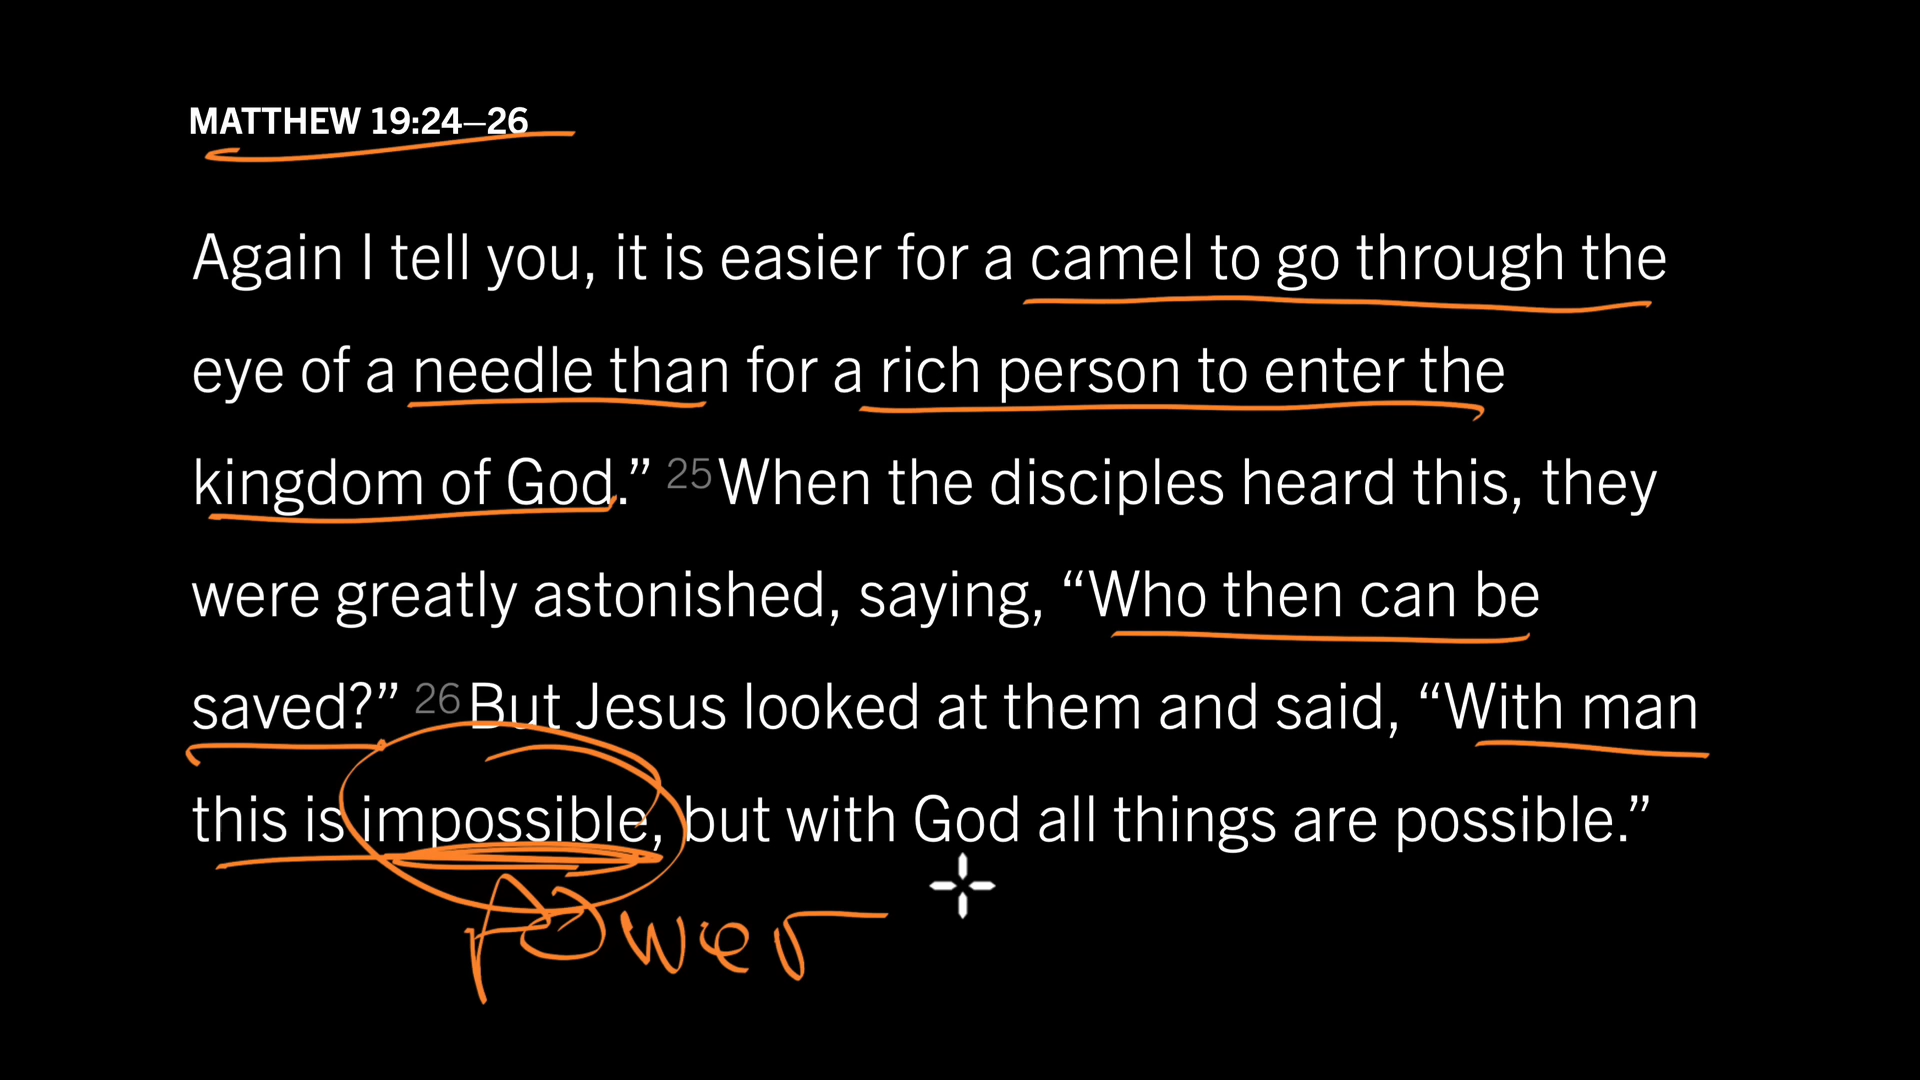 MATTHEW 19:24–26
Again I tell you, it is easier for a camel to go through the
eye of a needle than for a rich person to enter the
kingdom of God.” 25 When the disciples heard this, they
were greatly astonished, saying, “Who then can be
saved?” 26 But Jesus looked at them and said, “With man
this is impossible, but with God all things are possible.”
power